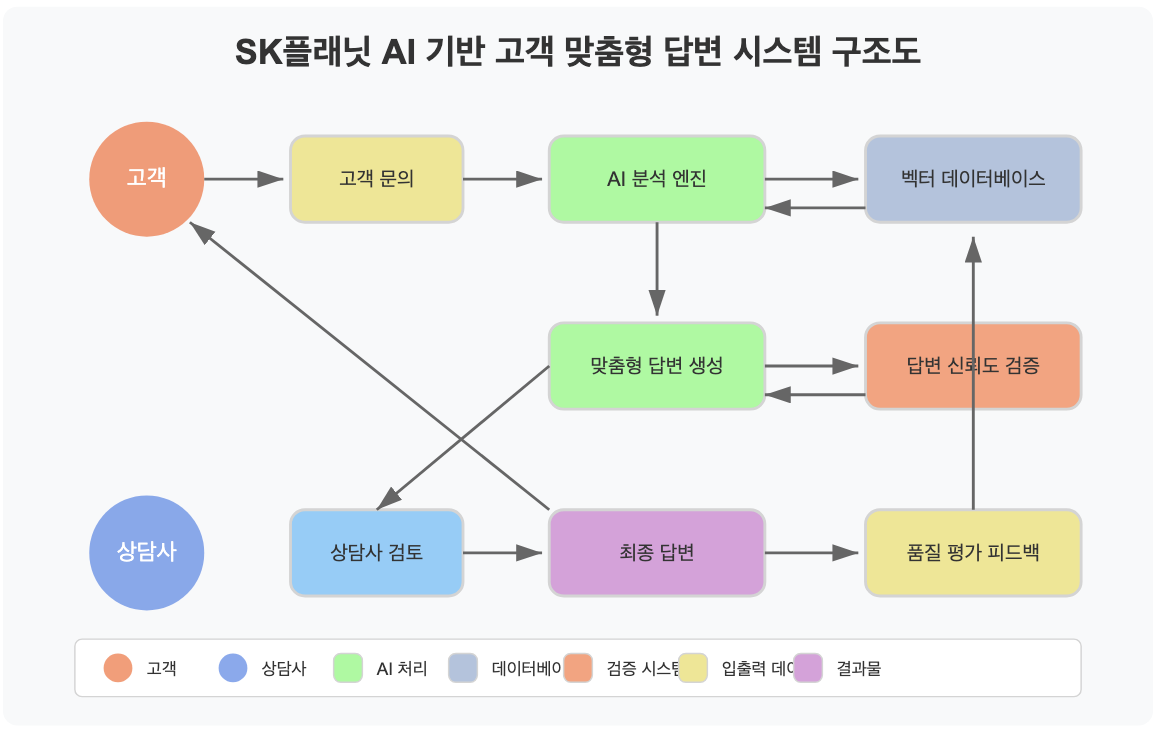 SK플래닛 AI 기반 고객 맞춤형 답변 시스템 구조도
고객
고객 문의
AI 분석 엔진
벡터 데이터베이스
맞춤형 답변 생성
답변 신뢰도 검증
상담사
상담사 검토
최종 답변
품질 평가 피드백
고객
상담사
AI 처리
데이터베이
검증 시스템
입출력 데이
결과물